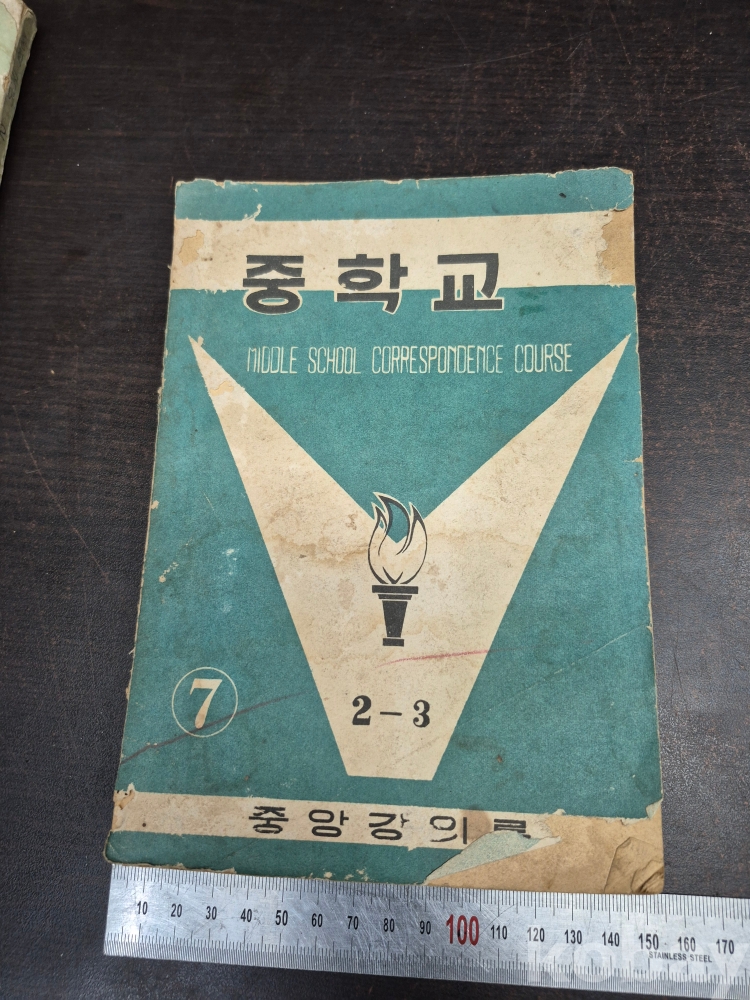 중학교
MIDDLE SCHOOL CORRESPONDENCE COURSE
7
2-3
중앙강의록
10 20 30 40 50 60 70 80 90 100 110 120 130 140 150 160 170
STAINLESS STEEL